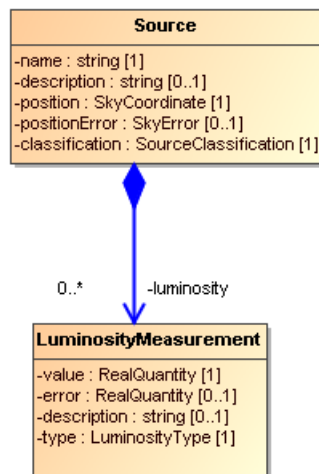 Source
-name : string [1]
-description : string [0..1]
-position : SkyCoordinate [1]
-positionError : SkyError [0..1]
-classification : SourceClassification [1]
0..* -luminosity
LuminosityMeasurement
-value : RealQuantity [1]
-error : RealQuantity [0..1]
-description : string [0..1]
-type : LuminosityType [1]